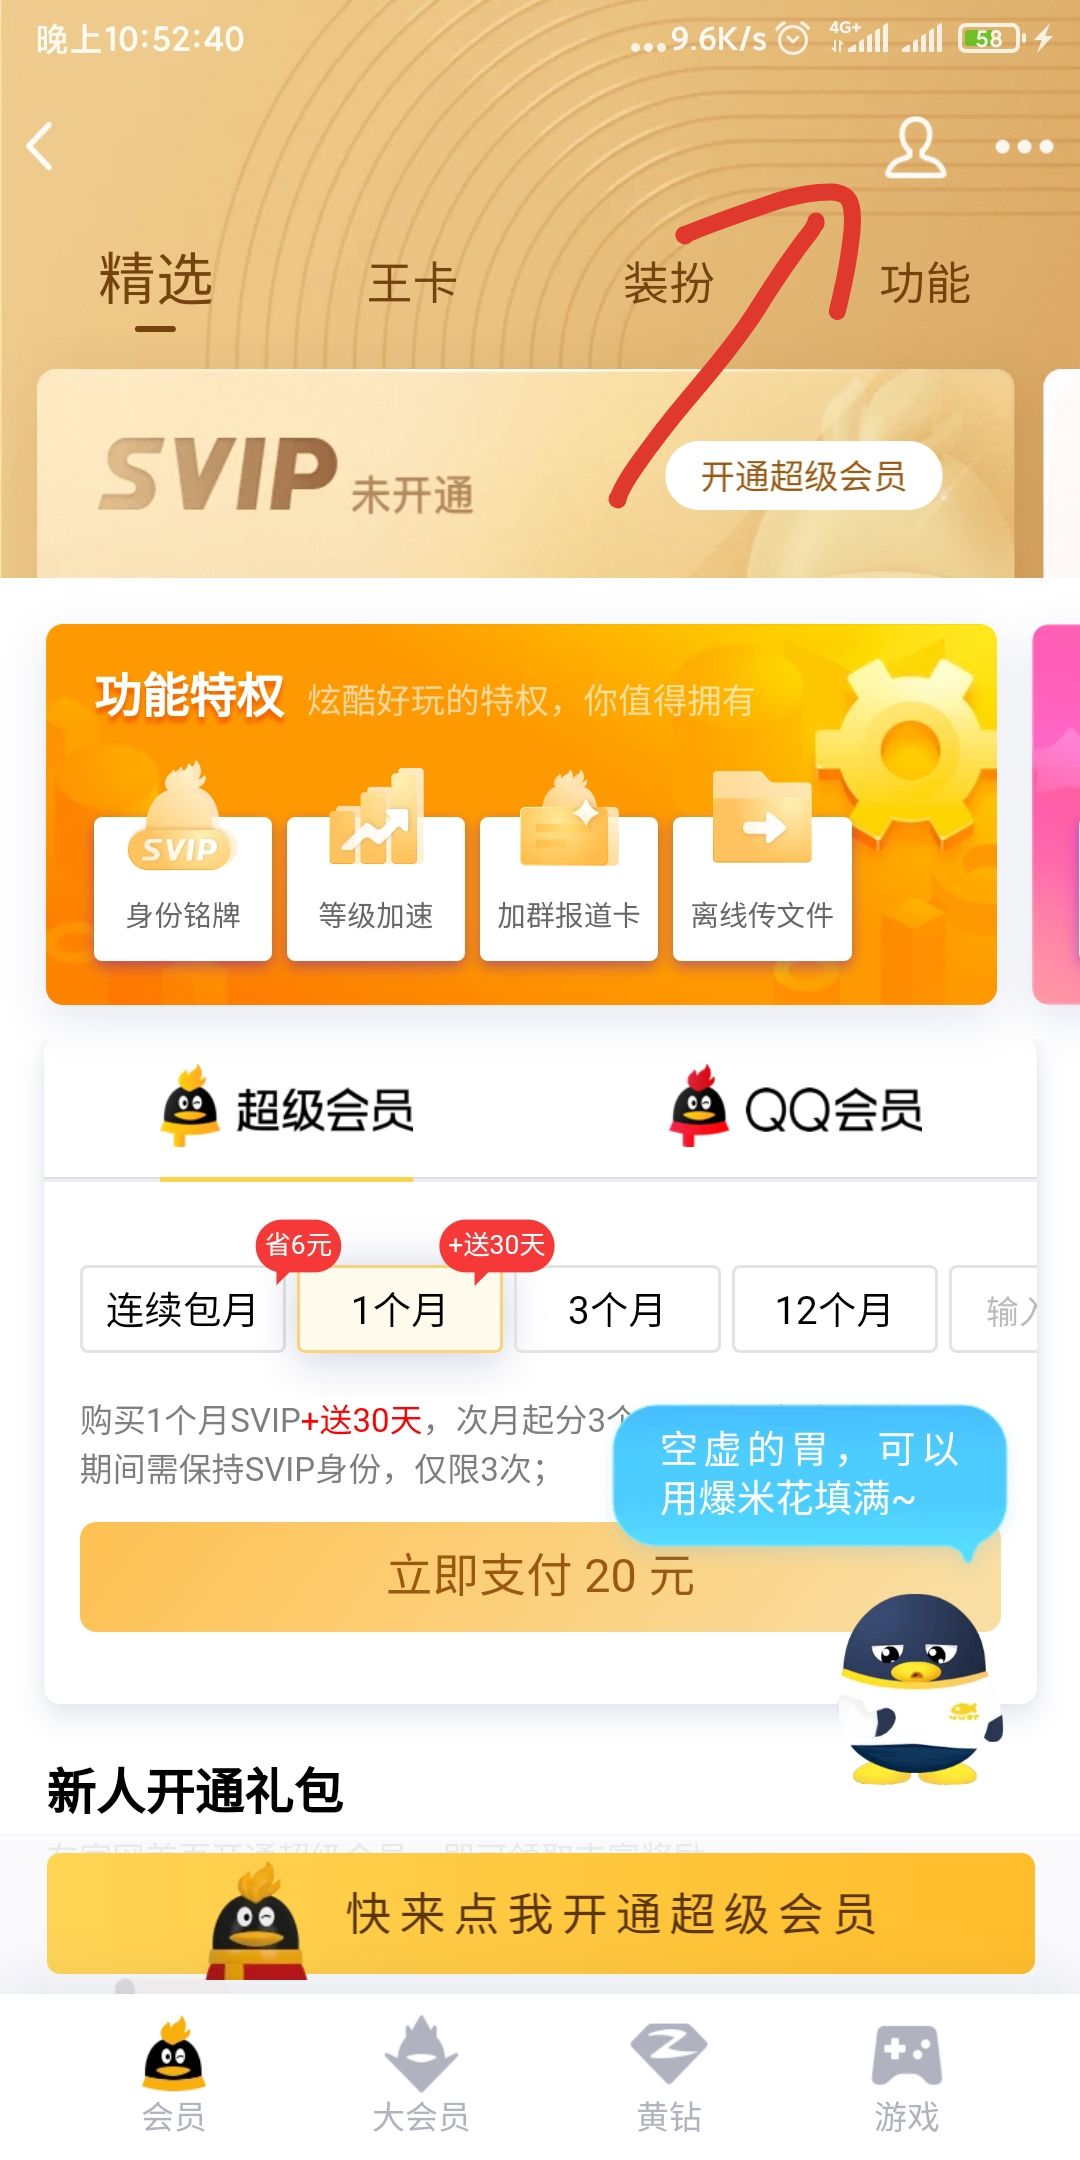 晚上10:52:40
...9.6K/s 4G+ 58
精选 王卡 装扮 功能
SVIP 未开通 开通超级会员
功能特权 炫酷好玩的特权，你值得拥有
SVIP
身份铭牌 等级加速 加群报道卡 离线传文件
超级会员 QQ会员
省6元 +送30天
连续包月 1个月 3个月 12个月 输入
购买1个月SVIP+送30天，次月起分3个
期间需保持SVIP身份，仅限3次；
空虚的胃，可以
用爆米花填满~
立即支付 20 元
新人开通礼包
快来点我开通超级会员
会员 大会员 黄钻 游戏